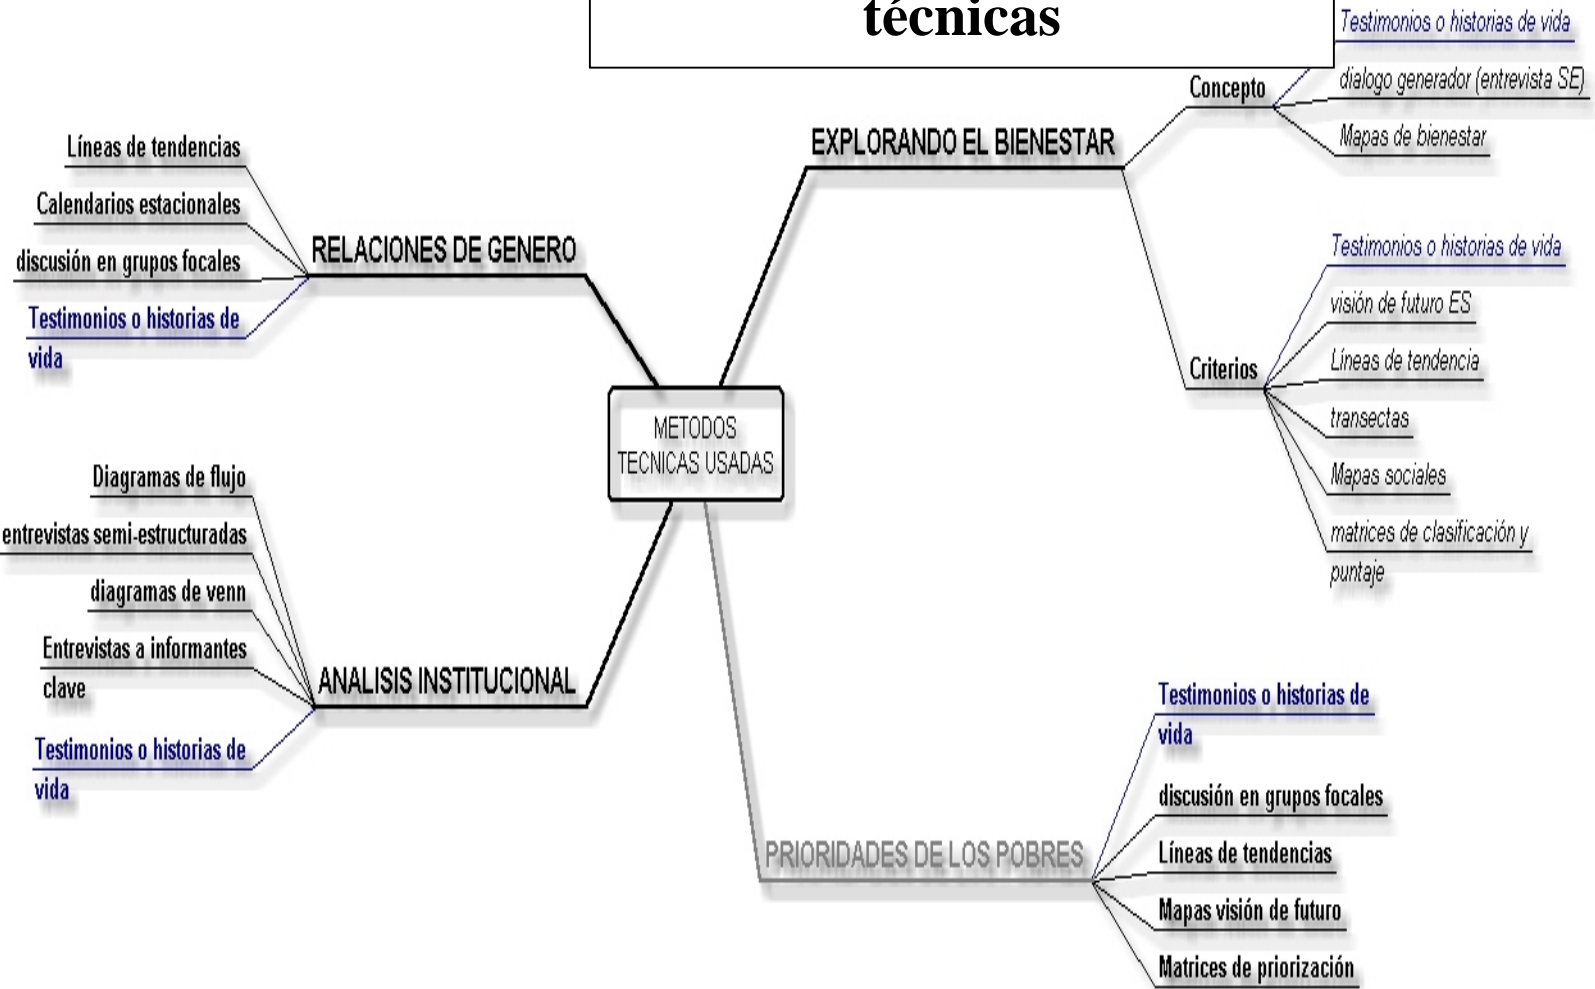 técnicas
METODOS
TECNICAS USADAS
EXPLORANDO EL BIENESTAR
Concepto
Testimonios o historias de vida
dialogo generador (entrevista SE)
Mapas de bienestar
Criterios
Testimonios o historias de vida
visión de futuro ES
Líneas de tendencia
transectas
Mapas sociales
matrices de clasificación y
puntaje
PRIORIDADES DE LOS POBRES
Testimonios o historias de
vida
discusión en grupos focales
Líneas de tendencias
Mapas visión de futuro
Matrices de priorización
RELACIONES DE GENERO
Líneas de tendencias
Calendarios estacionales
discusión en grupos focales
Testimonios o historias de
vida
ANALISIS INSTITUCIONAL
Diagramas de flujo
entrevistas semi-estructuradas
diagramas de venn
Entrevistas a informantes
clave
Testimonios o historias de
vida